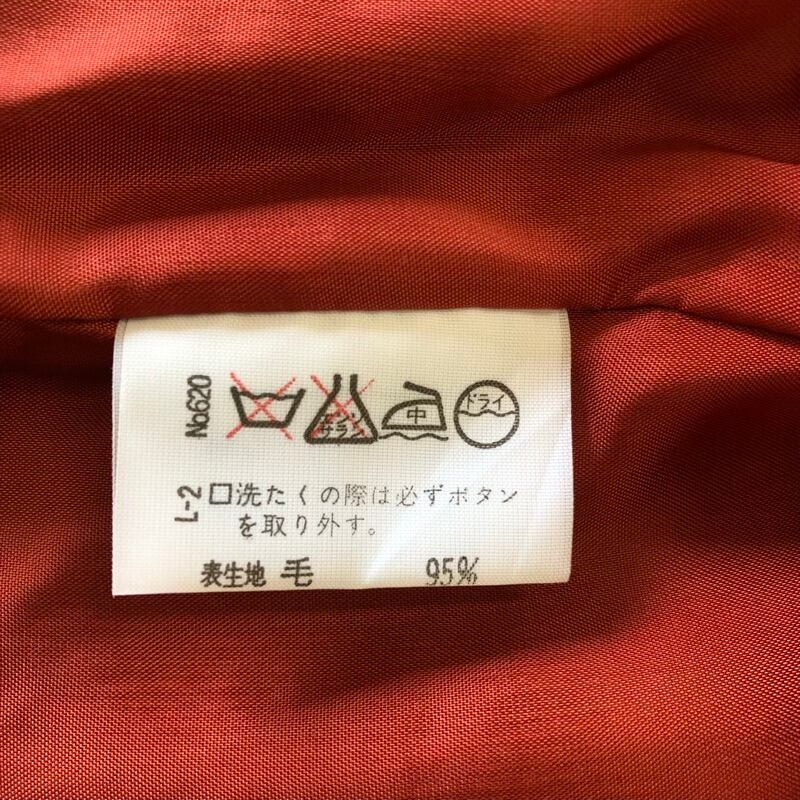 No620
エンソ
サラシ
中
ドライ
L-2
□洗たくの際は必ずボタン
を取り外す。
表生地 毛 95%